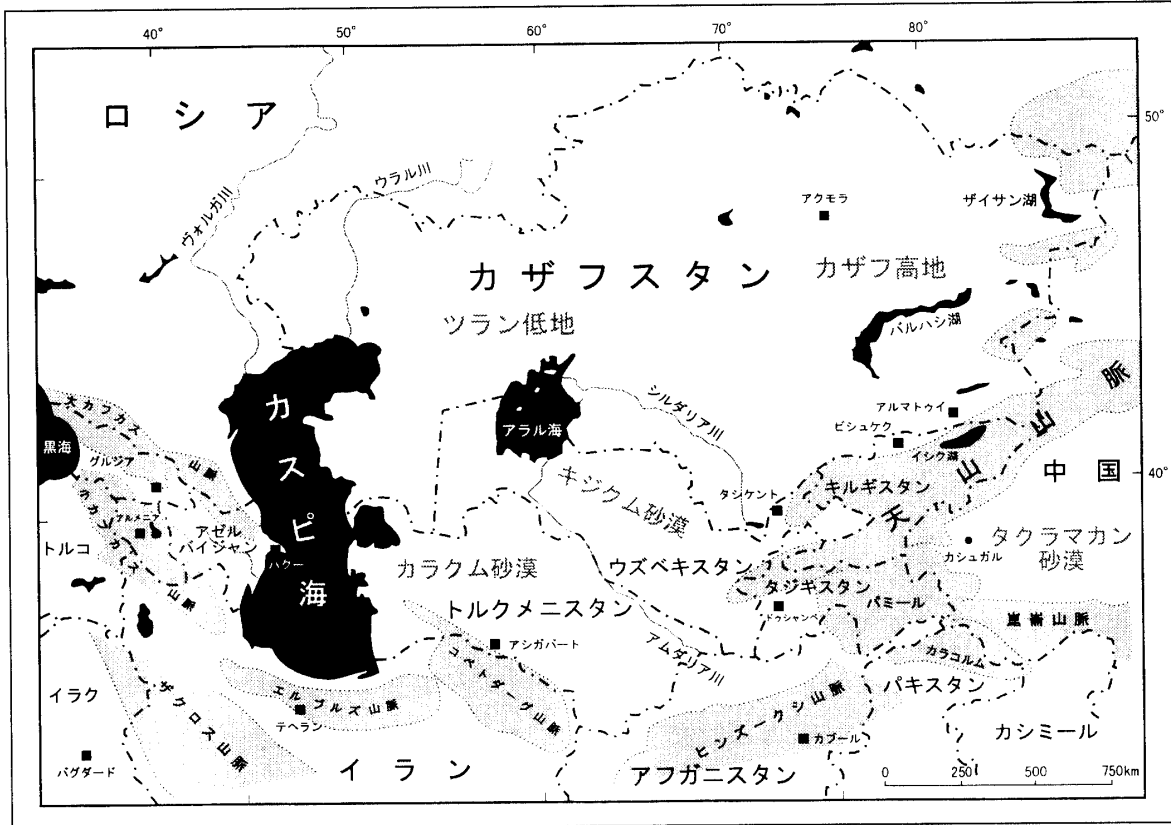 40° 50° 60° 70° 80°
ロシア
50°
ヴォルガ川
ウラル川
アクモラ
ザイサン湖
カザフスタン
カザフ高地
ツラン低地
バルハシ湖
カスピ海
アラル海
シルダリア川
アルマトゥイ
ビシュケク
イシク湖
天山山脈
大カフカス山脈
黒海
グルジア
キジクム砂漠
タシケント
キルギスタン
中国
40°
アルメニア
アゼルバイジャン
トルコ
バクー
小カフカス山脈
カラクム砂漠
ウズベキスタン
カシュガル
タクラマカン
砂漠
タジキスタン
トルクメニスタン
ドゥシャンベ
パミール
崑崙山脈
アシガバート
アムダリア川
カラコルム
パキスタン
イラク
ザクロス山脈
エルブルズ山脈
テヘラン
コペトダーグ山脈
ヒンズークシ山脈
カブール
カシミール
バグダード
イラン
アフガニスタン
0 250 500 750km